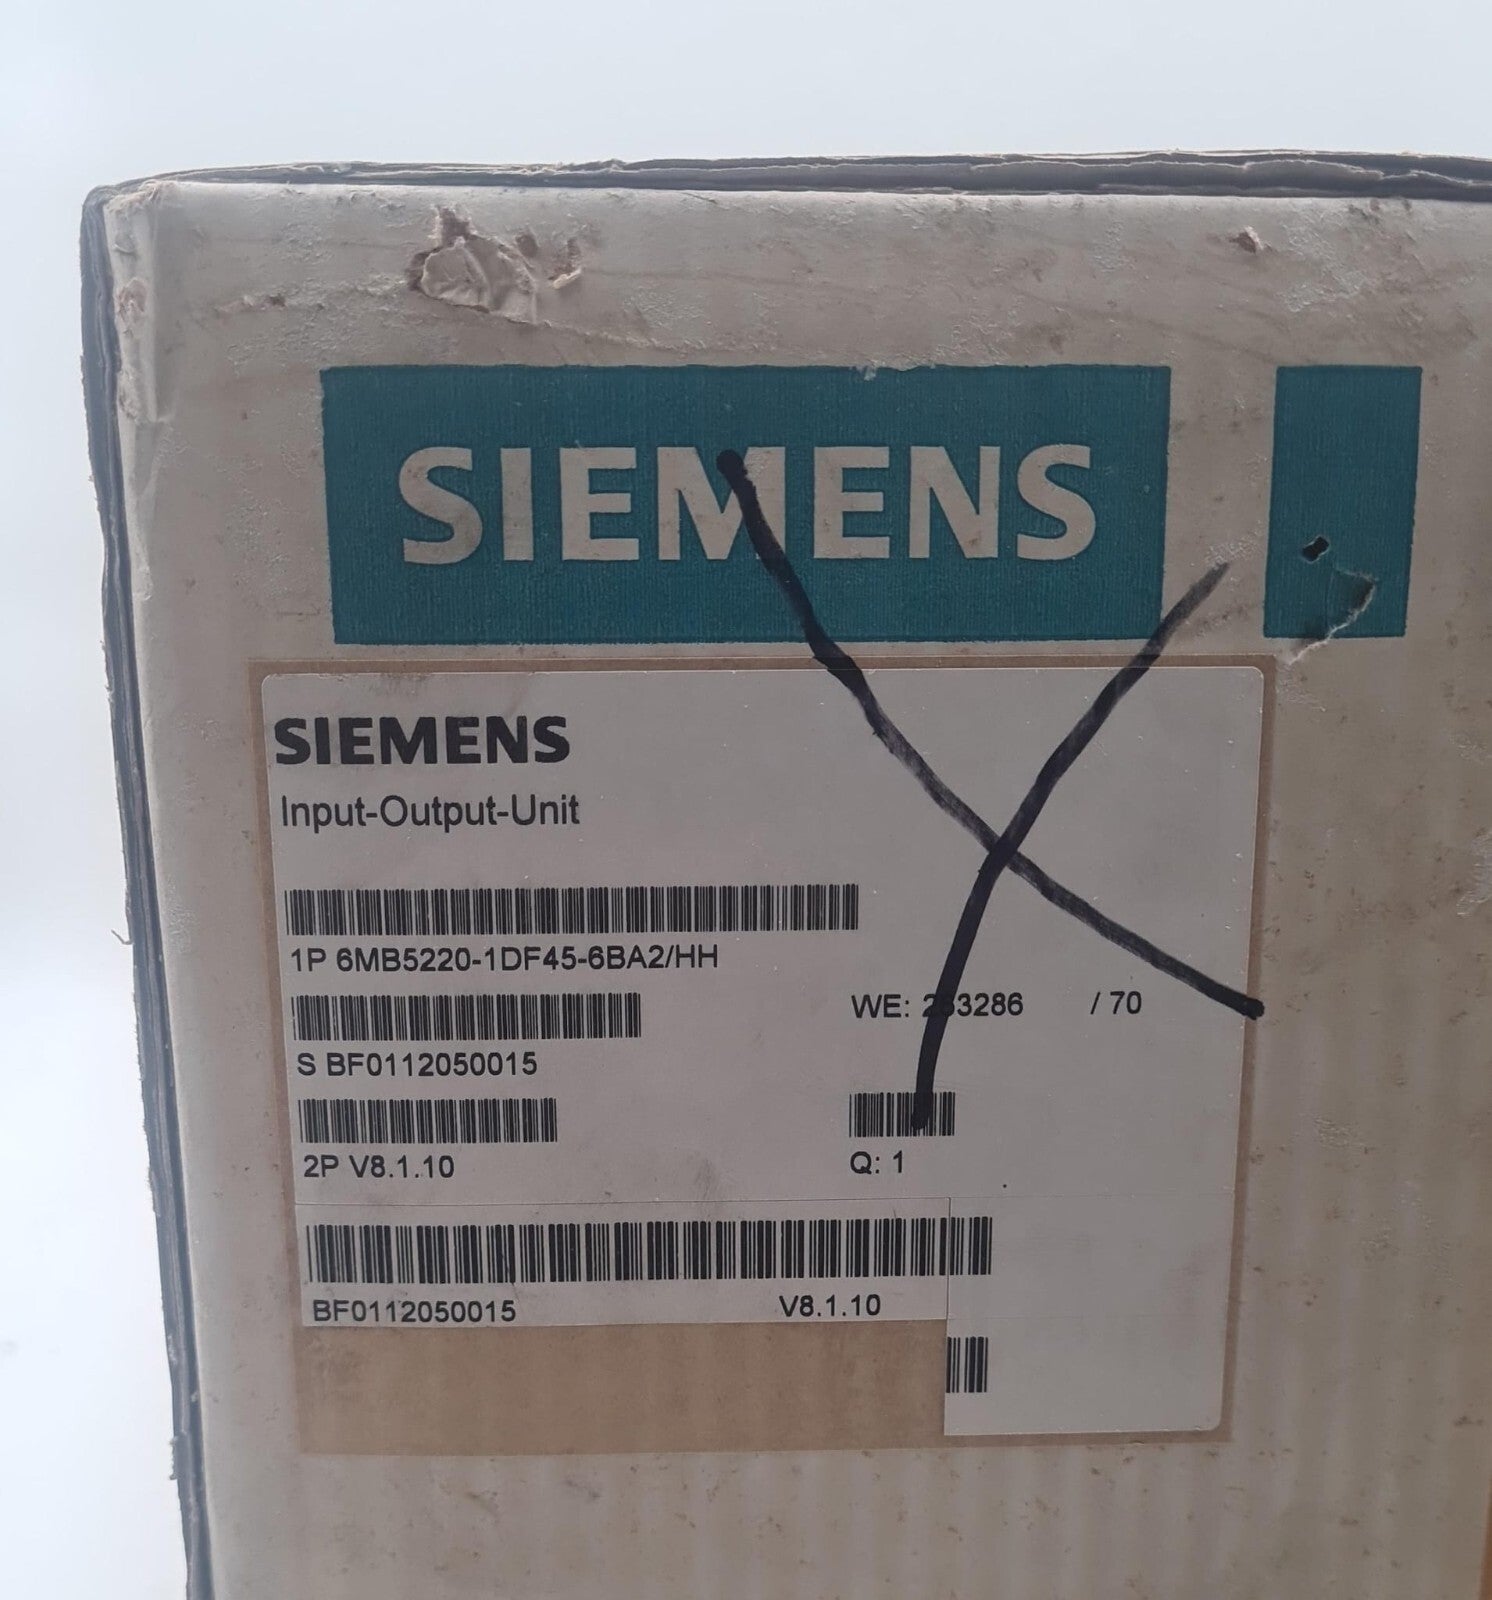 SIEMENS
SIEMENS
Input-Output-Unit
1P 6MB5220-1DF45-6BA2/HH
WE: 263286 / 70
S BF0112050015
2P V8.1.10
Q: 1
BF0112050015 V8.1.10